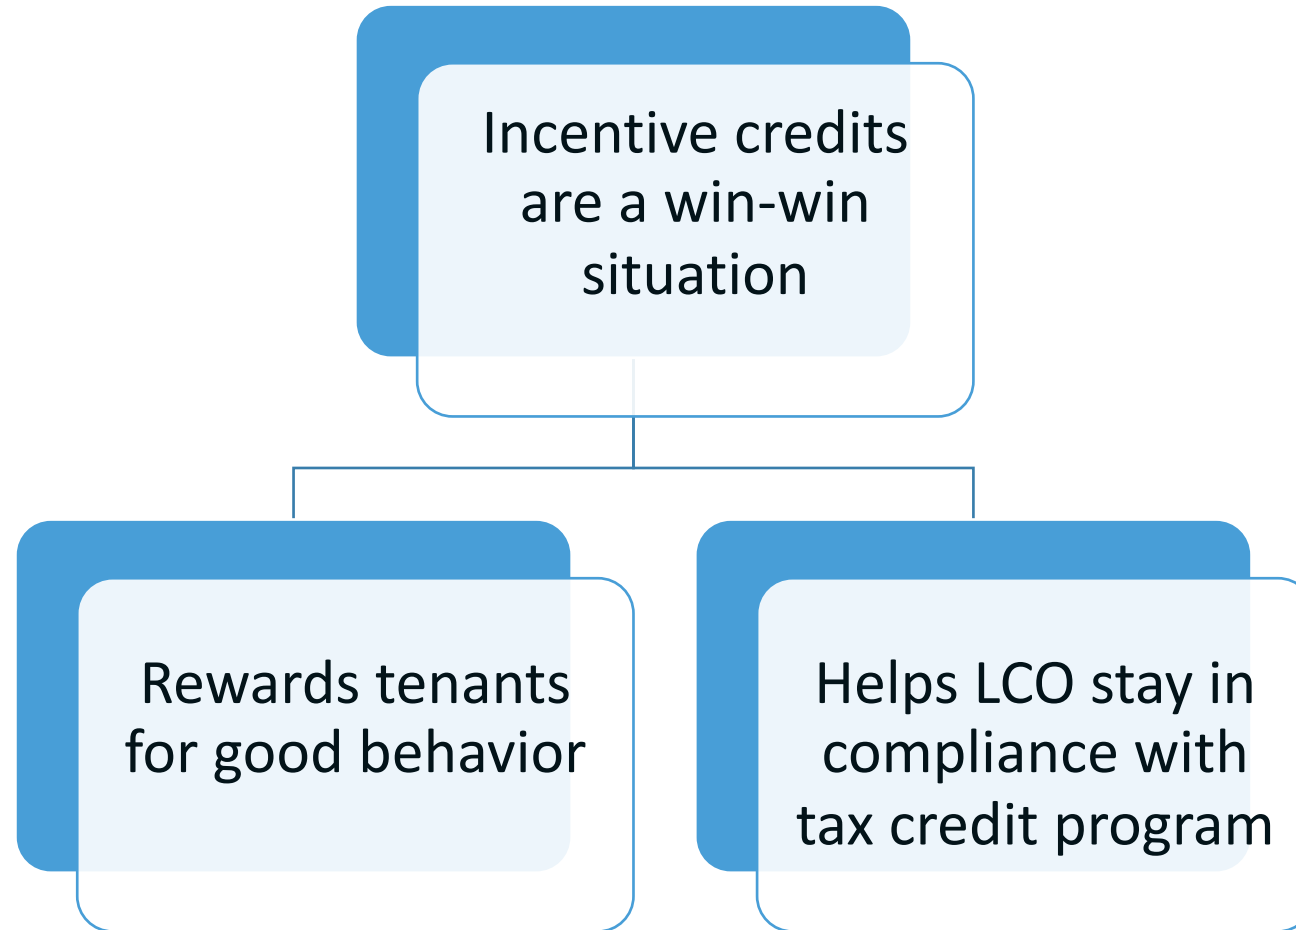 Incentive credits
are a win-win
situation
Rewards tenants
for good behavior
Helps LCO stay in
compliance with
tax credit program